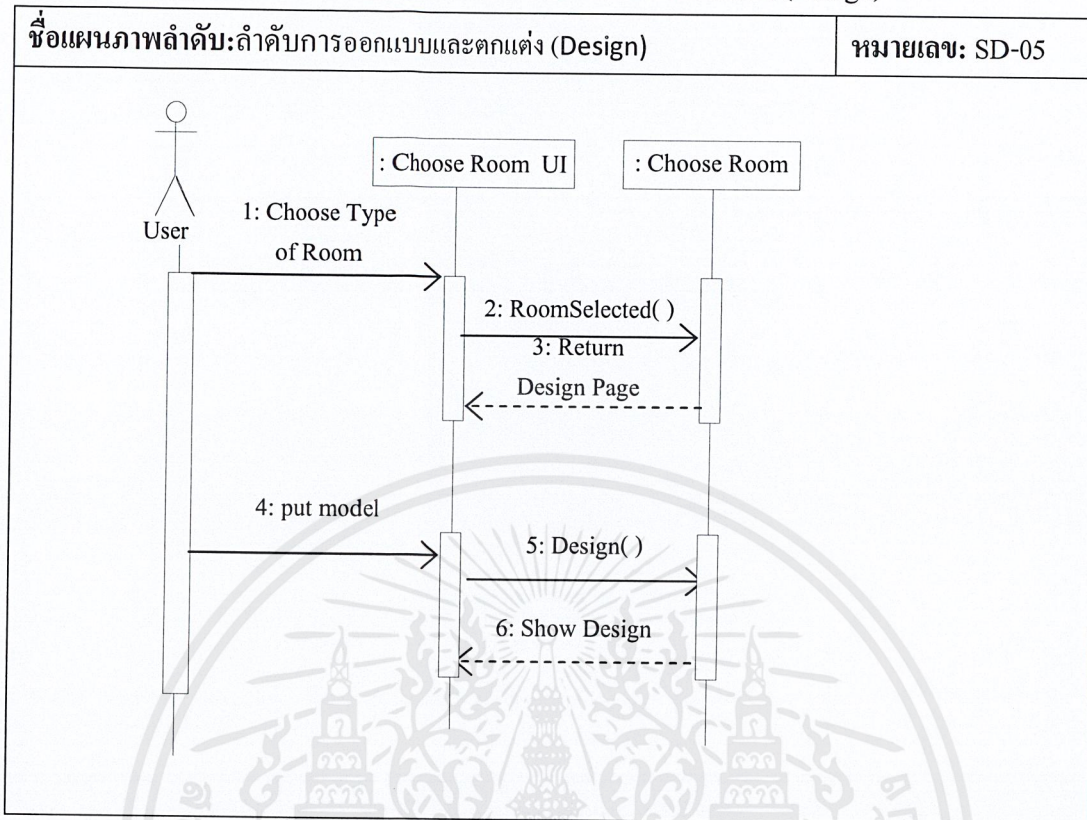 ชื่อแผนภาพลำดับ:ลำดับการออกแบบและตกแต่ง (Design)
หมายเลข: SD-05
: Choose Room UI
: Choose Room
User
1: Choose Type
of Room
2: RoomSelected( )
3: Return
Design Page
4: put model
5: Design( )
6: Show Design